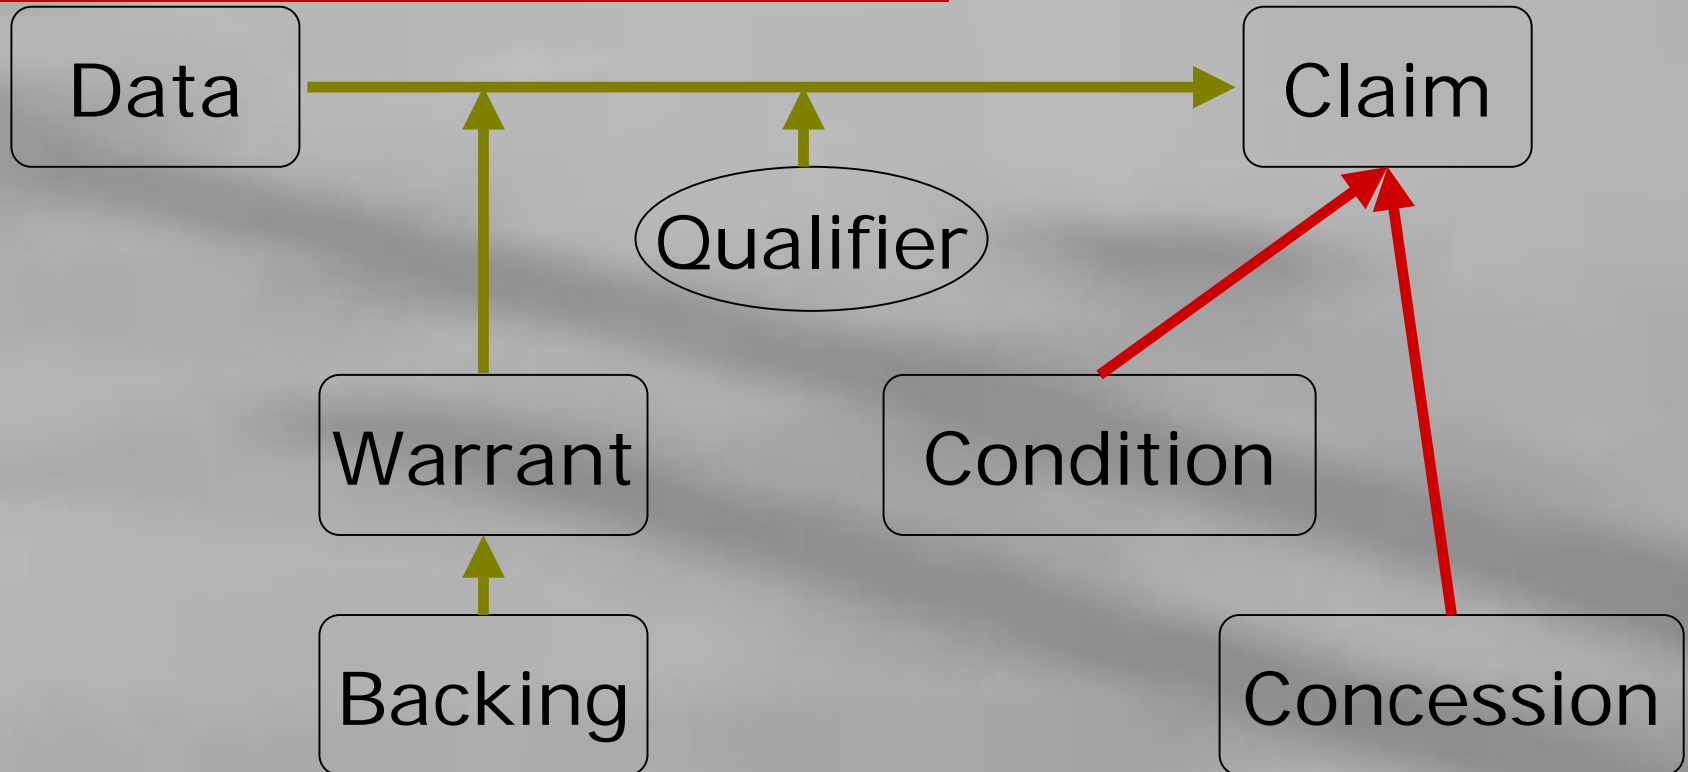 Data
Claim
Qualifier
Warrant
Condition
Backing
Concession